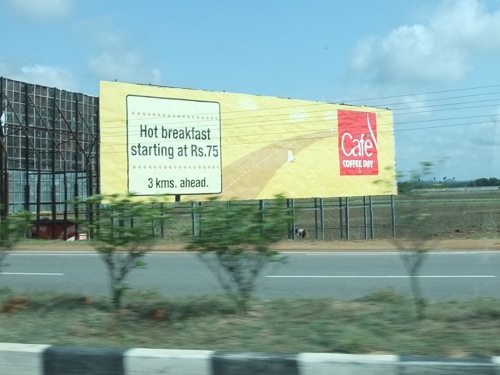 Hot breakfast
starting at Rs.75
3 kms. ahead.
Café
COFFEE DAY